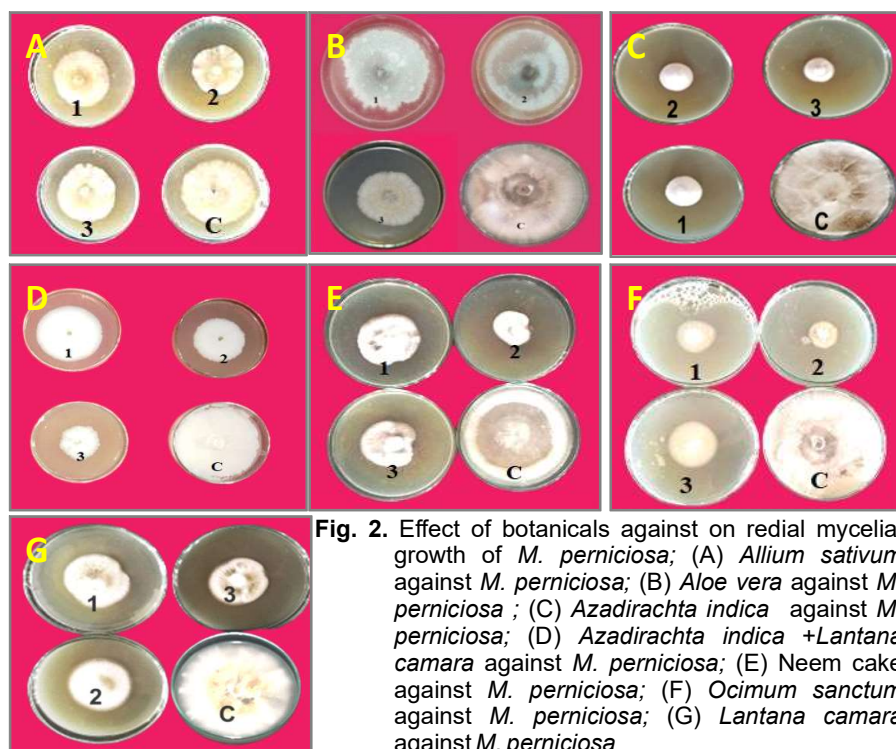 A
1
2
3
C
B
1
2
3
C
C
2
3
1
C
D
1
2
3
C
E
1
2
3
C
F
1
2
3
C
G
1
3
2
C
Fig. 2. Effect of botanicals against on redial mycelia
growth of M. perniciosa; (A) Allium sativum
against M. perniciosa; (B) Aloe vera against M.
perniciosa ; (C) Azadirachta indica against M.
perniciosa; (D) Azadirachta indica +Lantana
camara against M. perniciosa; (E) Neem cake
against M. perniciosa; (F) Ocimum sanctum
against M. perniciosa; (G) Lantana camara
against M. perniciosa